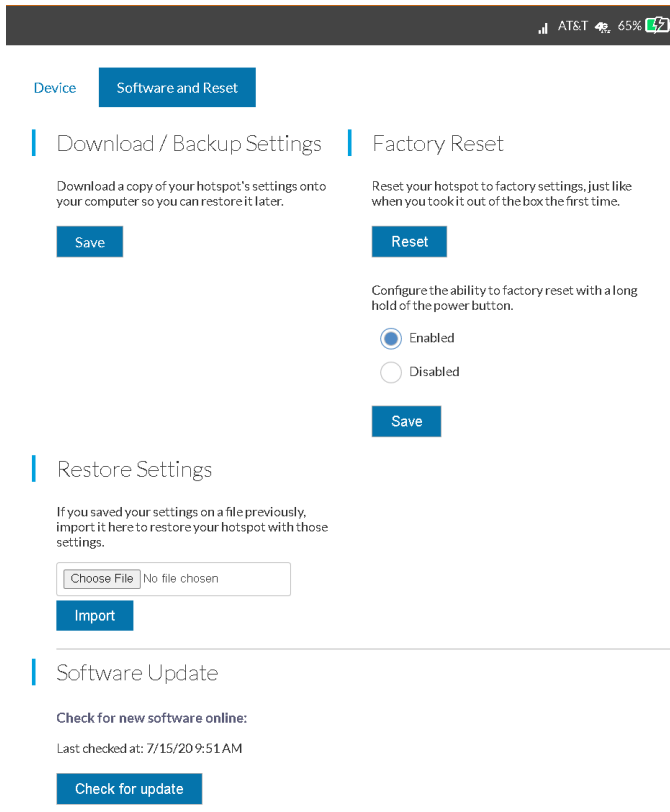 AT&T 4G LTE 65%
Device
Software and Reset
Download / Backup Settings
Download a copy of your hotspot's settings onto
your computer so you can restore it later.
Save
Factory Reset
Reset your hotspot to factory settings, just like
when you took it out of the box the first time.
Reset
Configure the ability to factory reset with a long
hold of the power button.
Enabled
Disabled
Save
Restore Settings
If you saved your settings on a file previously,
import it here to restore your hotspot with those
settings.
Choose File No file chosen
Import
Software Update
Check for new software online:
Last checked at: 7/15/20 9:51 AM
Check for update